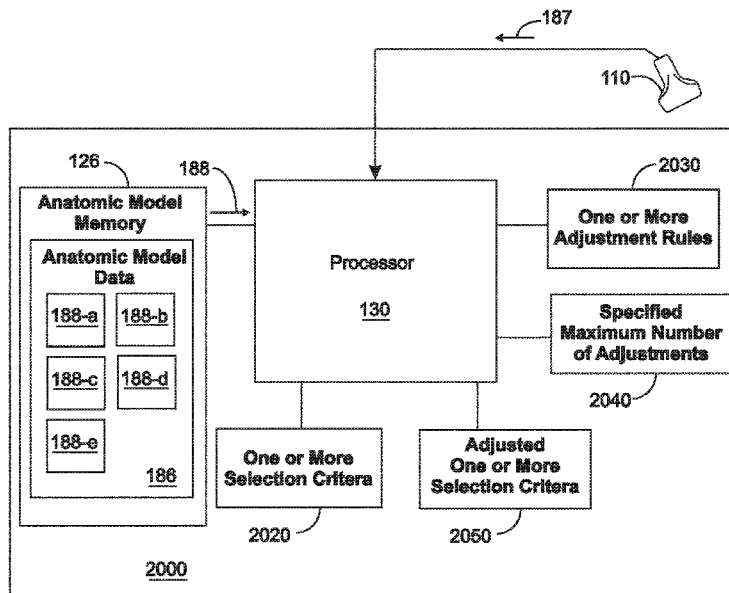 187
110
126
188
Anatomic Model
Memory
Anatomic Model
Data
188-a
188-b
188-c
188-d
188-e
186
Processor
130
2030
One or More
Adjustment Rules
Specified
Maximum Number
of Adjustments
2040
One or More
Selection Critera
2020
Adjusted
One or More
Selection Critera
2050
2000